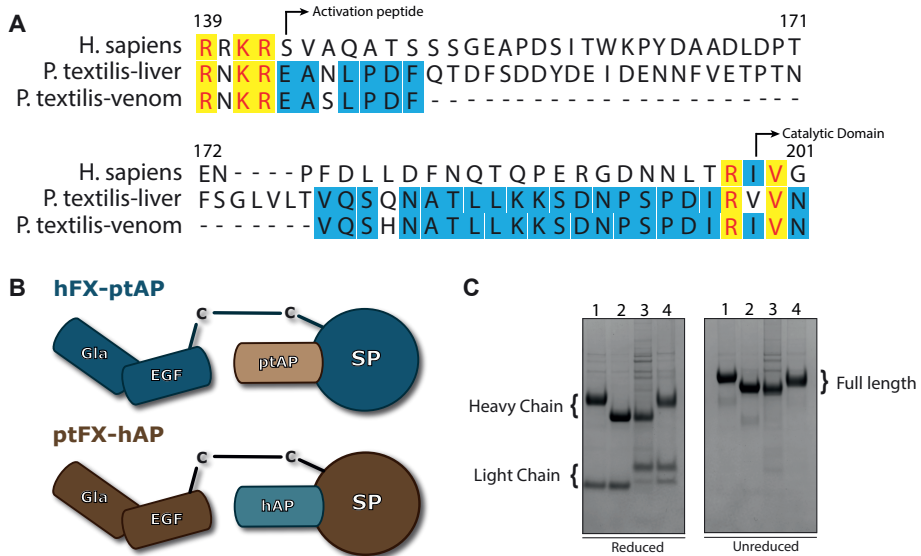 A
139
Activation peptide
171
H. sapiens R R K R S V A Q A T S S S G E A P D S I T W K P Y D A A D L D P T
P. textilis-liver R N K R E A N L P D F Q T D F S D D Y D E I D E N N F V E T P T N
P. textilis-venom R N K R E A S L P D F - - - - - - - - - - - - - - - - - -
172
Catalytic Domain
201
H. sapiens E N - - - - P F D L L D F N Q T Q P E R G D N N L T R I V G
P. textilis-liver F S G L V L T V Q S Q N A T L L K K S D N P S P D I R V V N
P. textilis-venom - - - - - - - V Q S H N A T L L K K S D N P S P D I R I V N
B
hFX-ptAP
C C
Gla
EGF
ptAP
SP
ptFX-hAP
C C
Gla
EGF
hAP
SP
C
1 2 3 4
1 2 3 4
Heavy Chain
Light Chain
Full length
Reduced
Unreduced